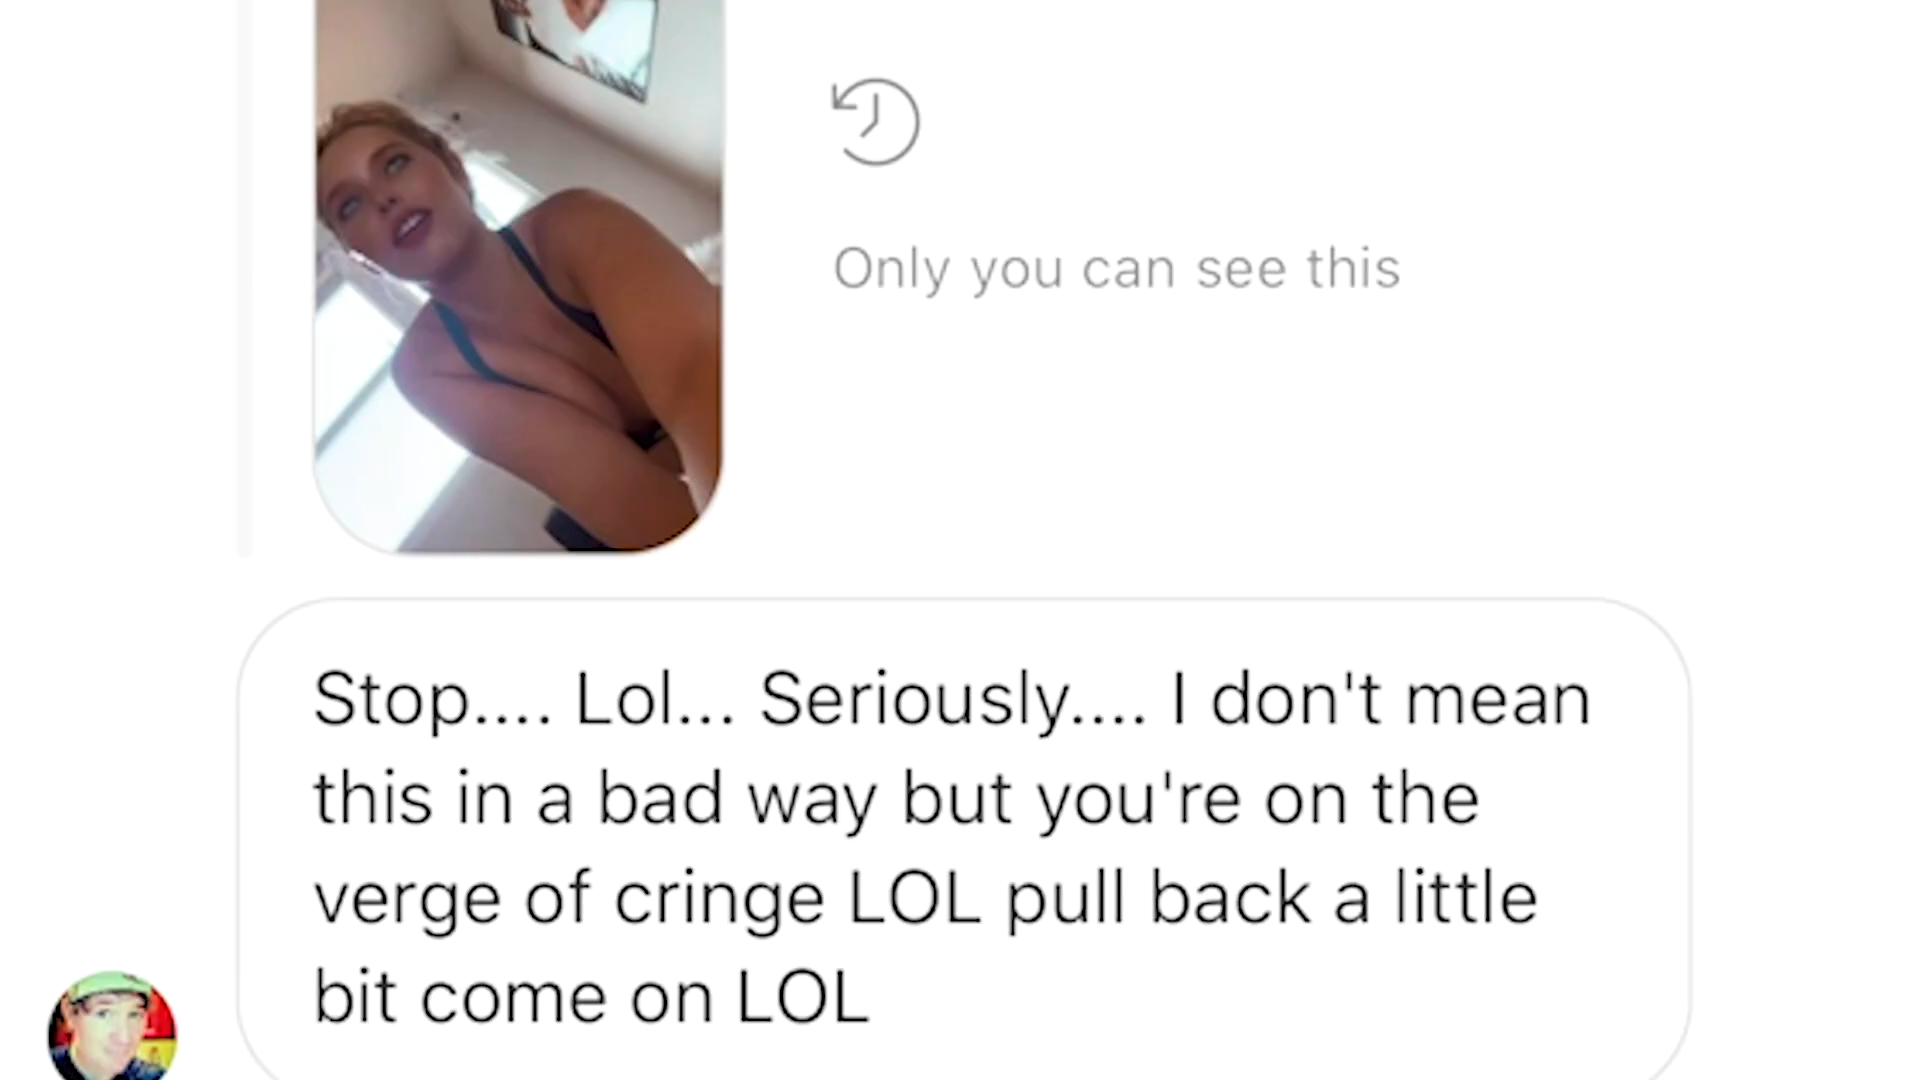 Only you can see this
Stop.... Lol... Seriously.... I don't mean
this in a bad way but you're on the
verge of cringe LOL pull back a little
bit come on LOL